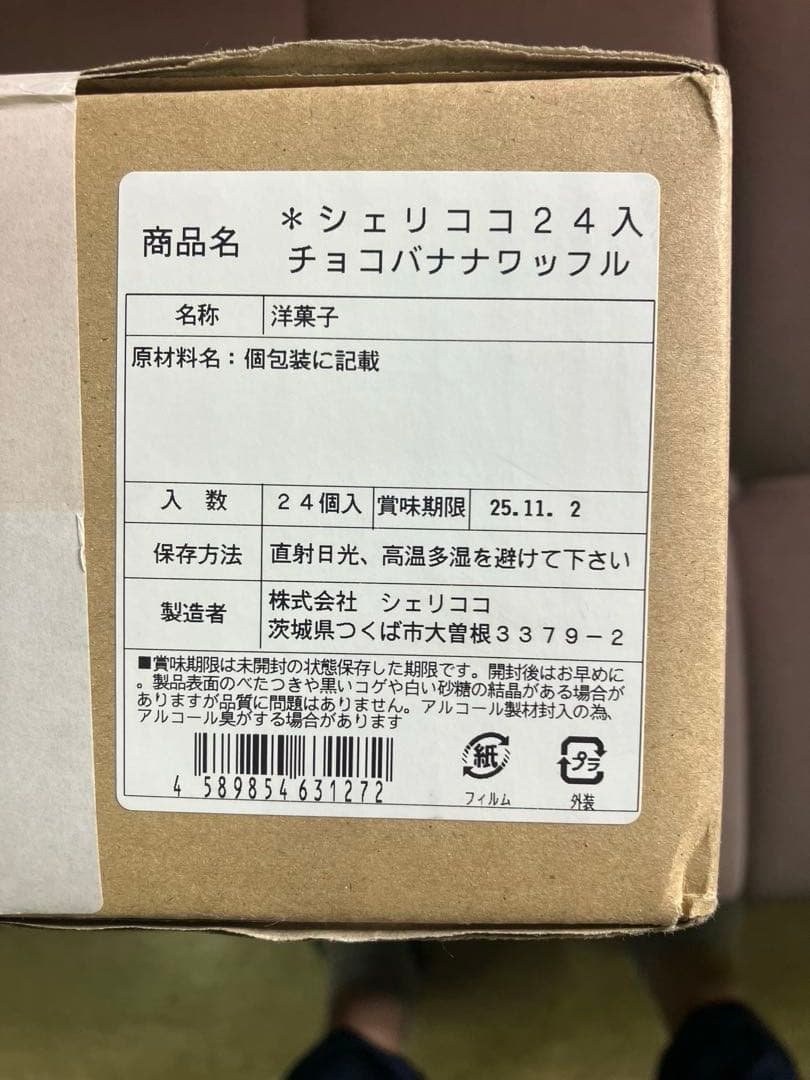 商品名
＊シェリココ２４入
チョコバナナワッフル
名称 洋菓子
原材料名：個包装に記載
入数 ２４個入 賞味期限 25.11. 2
保存方法 直射日光、高温多湿を避けて下さい
製造者 株式会社 シェリココ
茨城県つくば市大曽根３３７９－２
■賞味期限は未開封の状態保存した期限です。開封後はお早めに
。製品表面のべたつきや黒いコゲや白い砂糖の結晶がある場合が
ありますが品質に問題はありません。アルコール製材封入の為、
アルコール臭がする場合があります
4 589854 631272
紙 プラ
フィルム 外装